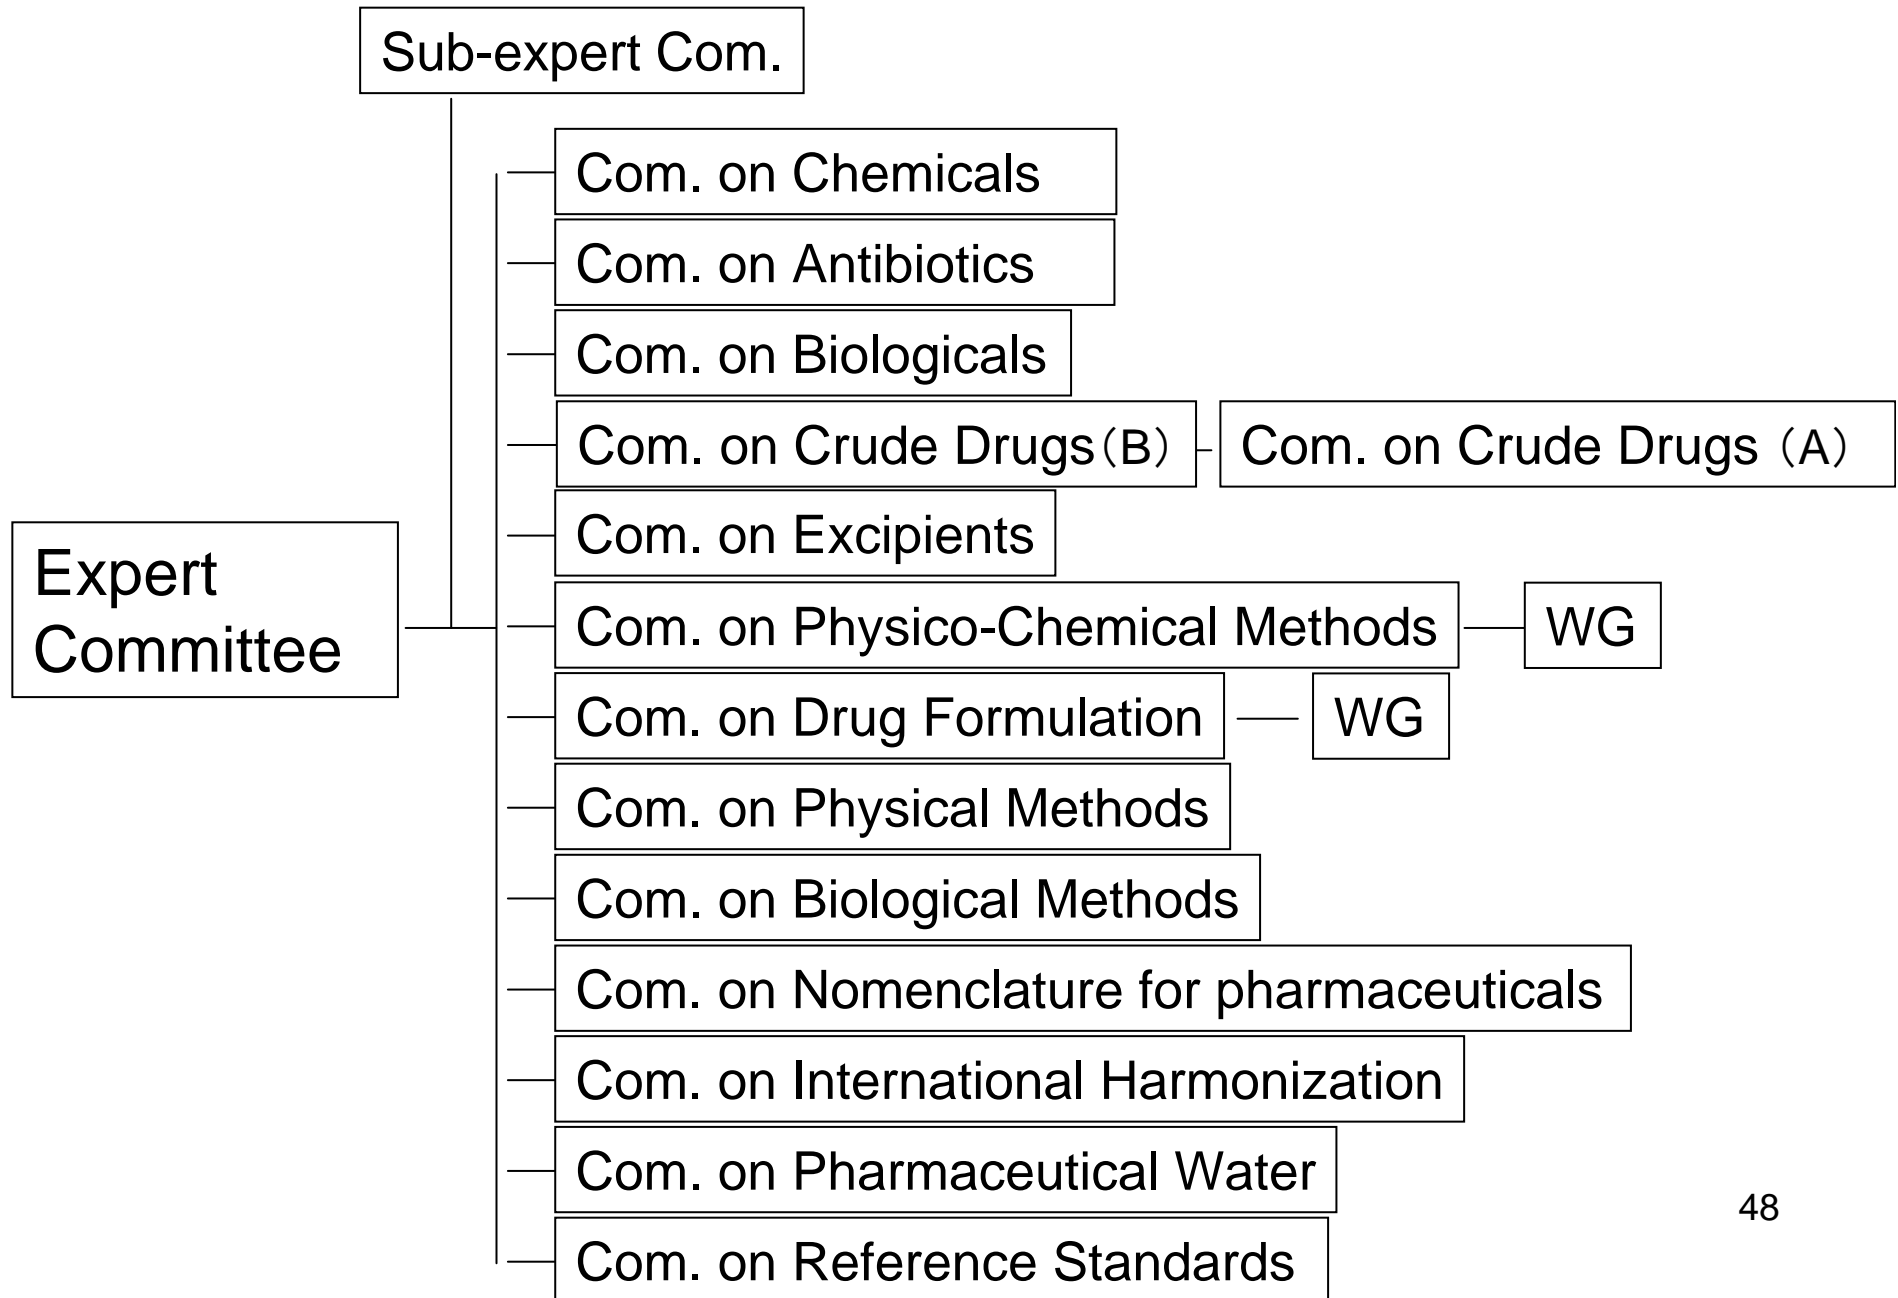 Sub-expert Com.
Com. on Chemicals
Com. on Antibiotics
Com. on Biologicals
Com. on Crude Drugs（B）
Com. on Crude Drugs （A）
Com. on Excipients
Expert
Committee
Com. on Physico-Chemical Methods
WG
Com. on Drug Formulation
WG
Com. on Physical Methods
Com. on Biological Methods
Com. on Nomenclature for pharmaceuticals
Com. on International Harmonization
Com. on Pharmaceutical Water
48
Com. on Reference Standards